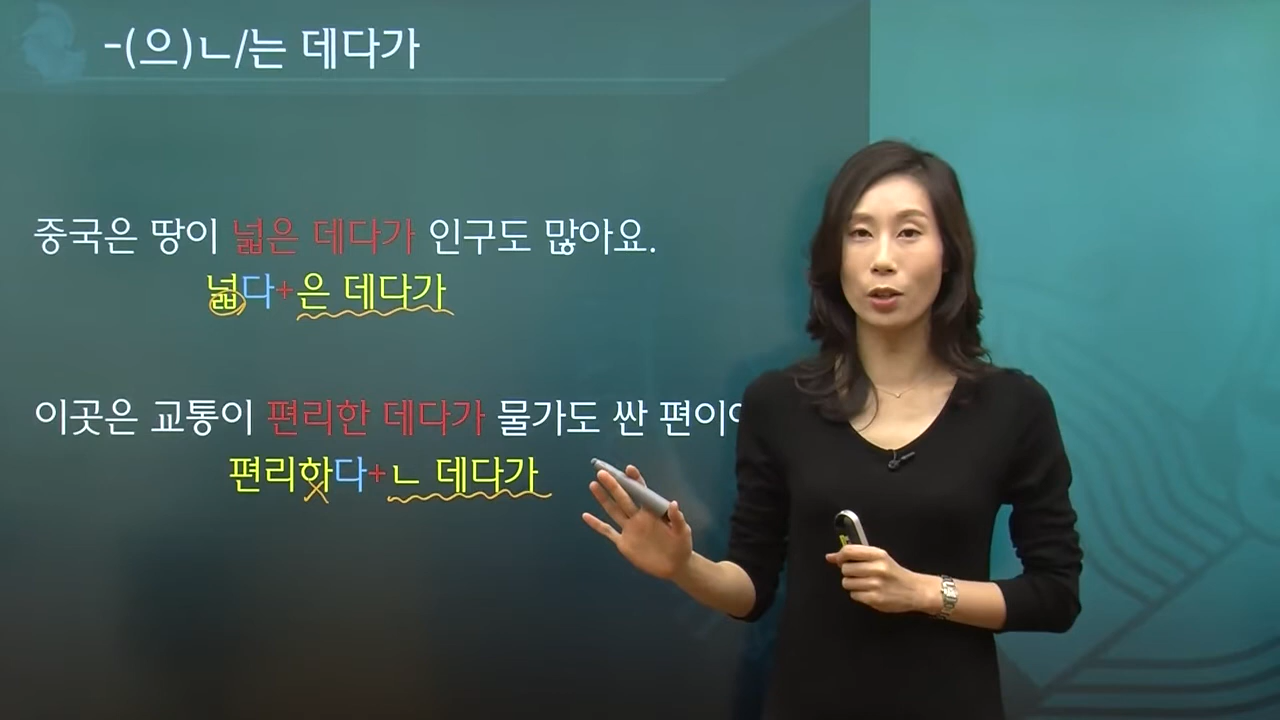 -(으)ㄴ/는 데다가
중국은 땅이 넓은 데다가 인구도 많아요.
넓다+은 데다가
이곳은 교통이 편리한 데다가 물가도 싼
편리하다+ㄴ 데다가